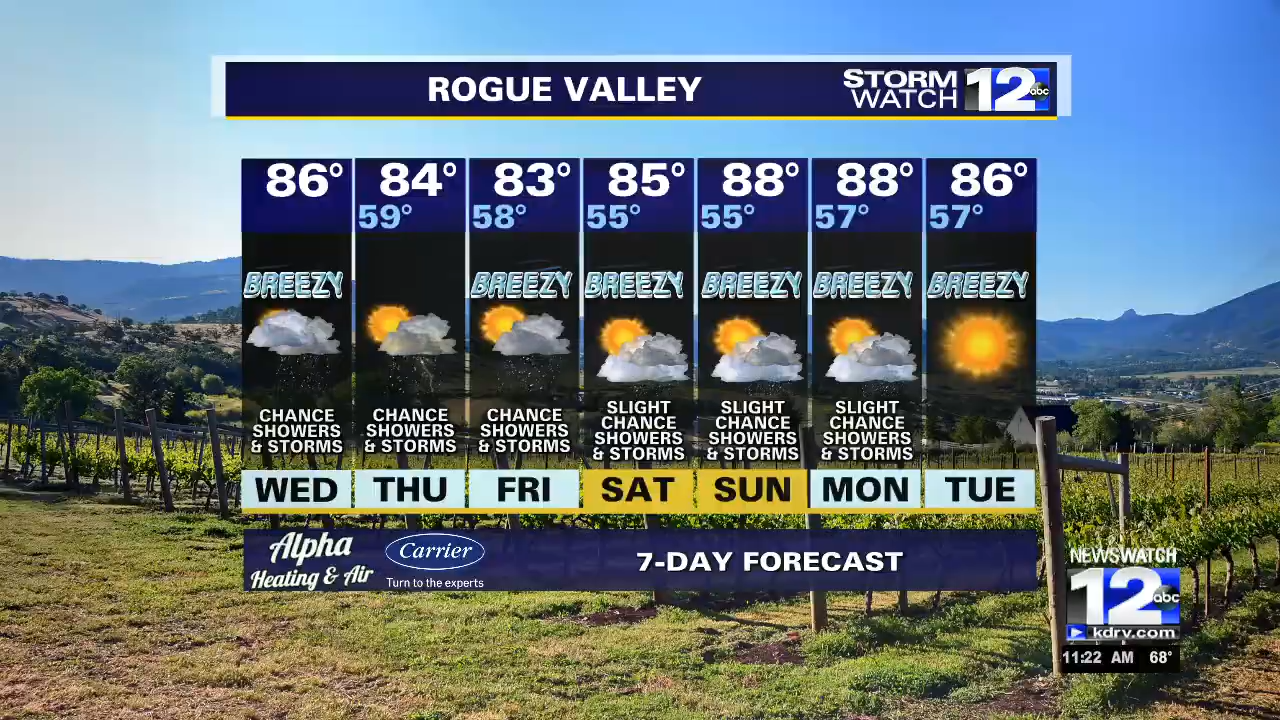 ROGUE VALLEY
STORM
WATCH
12
abc
86° 84° 83° 85° 88° 88° 86°
59° 58° 55° 55° 57° 57°
BREEZY BREEZY BREEZY BREEZY BREEZY BREEZY
CHANCE
SHOWERS
& STORMS
CHANCE
SHOWERS
& STORMS
CHANCE
SHOWERS
& STORMS
SLIGHT
CHANCE
SHOWERS
& STORMS
SLIGHT
CHANCE
SHOWERS
& STORMS
SLIGHT
CHANCE
SHOWERS
& STORMS
WED THU FRI SAT SUN MON TUE
Alpha
Heating & Air
Carrier
Turn to the experts
7-DAY FORECAST
NEWSWATCH
12
abc
kdrv.com
11:22 AM 68°